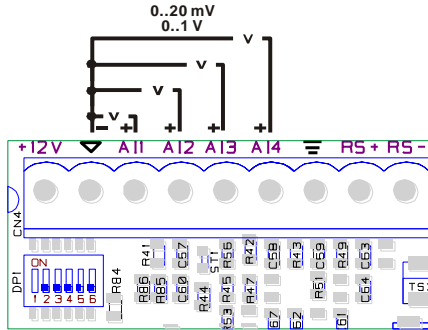 0..20 mV
0..1 V
v
v
v
v
- + + + +
+12V AI1 AI2 AI3 AI4 RS+ RS-
CN4
R41 C57 ST1 R56 R42 C58 R43 C59 R49 C63
DP1 ON R84 R86 R85 C60 R44 R45 R47 R51 C64 TS
1 2 3 4 5 6